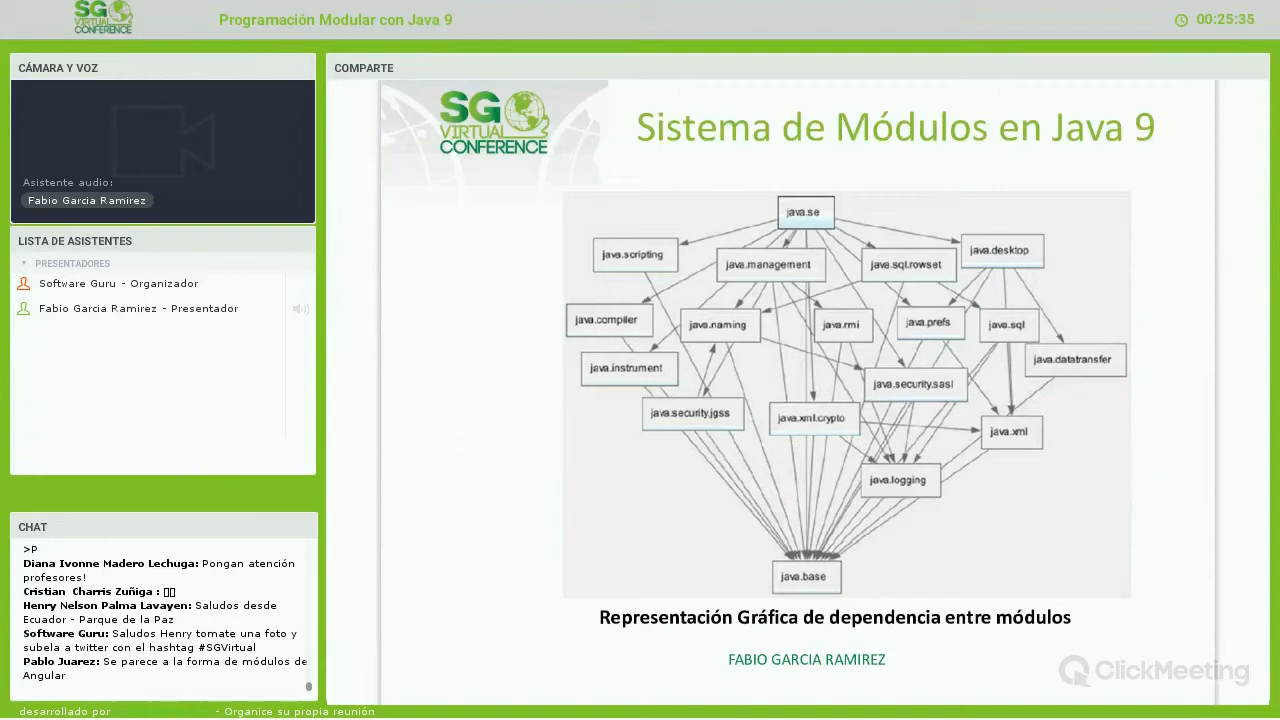 SG
VIRTUAL
CONFERENCE
Programación Modular con Java 9
00:25:35
CÁMARA Y VOZ
Asistente audio:
Fabio Garcia Ramirez
LISTA DE ASISTENTES
PRESENTADORES
Software Guru - Organizador
Fabio Garcia Ramirez - Presentador
CHAT
>P
Diana Ivonne Madero Lechuga: Pongan atención
profesores!
Cristian Charris Zuñiga :
Henry Nelson Palma Lavayen: Saludos desde
Ecuador - Parque de la Paz
Software Guru: Saludos Henry tomate una foto y
subela a twitter con el hashtag #SGVirtual
Pablo Juarez: Se parece a la forma de módulos de
Angular
desarrollado por
- Organice su propia reunión
COMPARTE
SG
VIRTUAL
CONFERENCE
Sistema de Módulos en Java 9
java.se
java.scripting
java.management
java.sql.rowset
java.desktop
java.compiler
java.naming
java.rmi
java.prefs
java.sql
java.instrument
java.datatransfer
java.security.sasl
java.security.jgss
java.xml.crypto
java.xml
java.logging
java.base
Representación Gráfica de dependencia entre módulos
FABIO GARCIA RAMIREZ
ClickMeeting